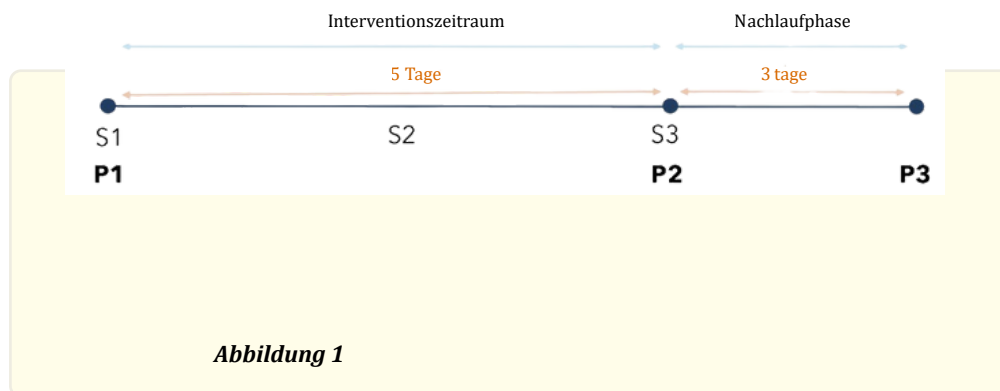 Interventionszeitraum
Nachlaufphase
5 Tage
3 tage
S1
S2
S3
P1
P2
P3
Abbildung 1